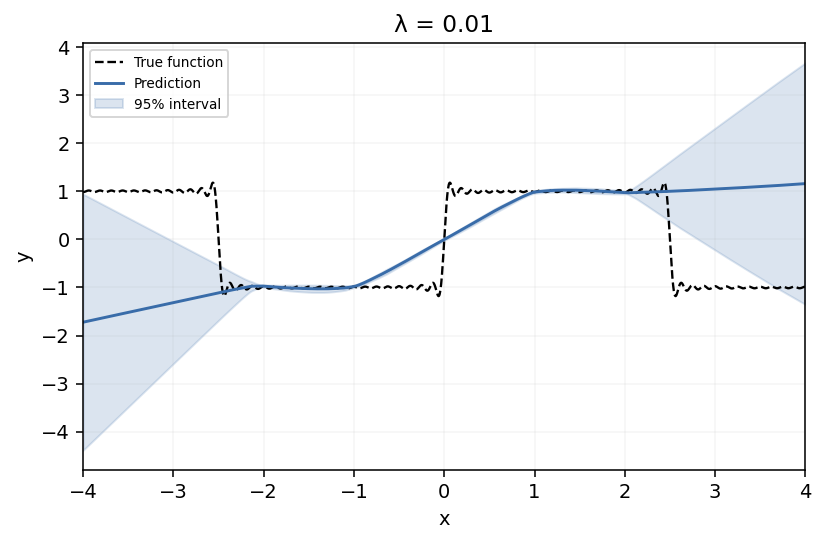 λ = 0.01
True function
Prediction
95% interval
4
3
2
1
0
−1
−2
−3
−4
y
−4 −3 −2 −1 0 1 2 3 4
x